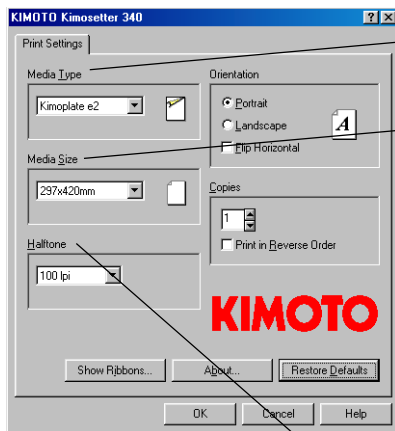 KIMOTO Kimosetter 340
Print Settings
Media Type
Kimoplate e2
Media Size
297x420mm
Halftone
100 lpi
Orientation
Portrait
Landscape
Flip Horizontal
A
Copies
1
Print in Reverse Order
KIMOTO
Show Ribbons... About... Restore Defaults
OK Cancel Help